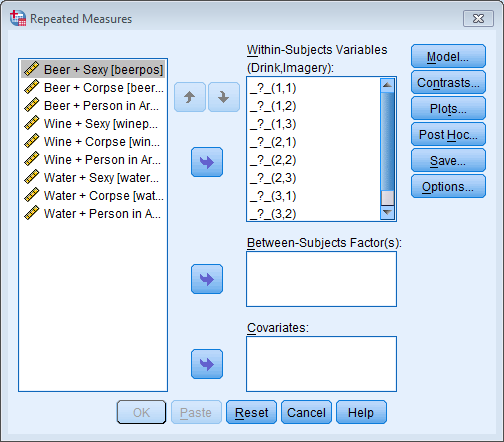 Repeated Measures
Beer + Sexy [beerpos]
Beer + Corpse [beer...
Beer + Person in Ar...
Wine + Sexy [winep...
Wine + Corpse [win...
Wine + Person in Ar...
Water + Sexy [water...
Water + Corpse [wat...
Water + Person in A...
Within-Subjects Variables
(Drink,Imagery):
_?_(1,1)
_?_(1,2)
_?_(1,3)
_?_(2,1)
_?_(2,2)
_?_(2,3)
_?_(3,1)
_?_(3,2)
Between-Subjects Factor(s):
Covariates:
Model...
Contrasts...
Plots...
Post Hoc...
Save...
Options...
OK
Paste
Reset
Cancel
Help